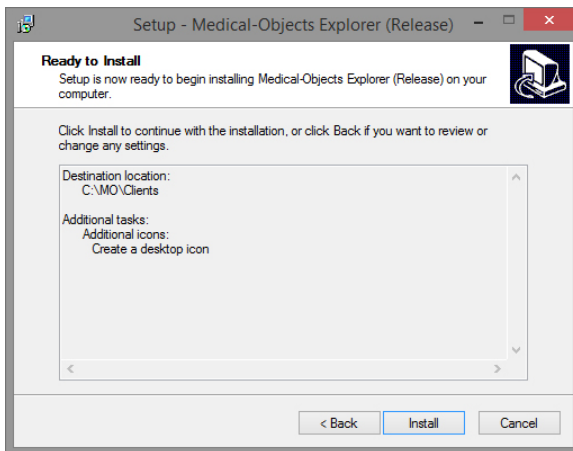 Setup - Medical-Objects Explorer (Release)
Ready to Install
Setup is now ready to begin installing Medical-Objects Explorer (Release) on your
computer.
Click Install to continue with the installation, or click Back if you want to review or
change any settings.
Destination location:
C:\MO\Clients
Additional tasks:
Additional icons:
Create a desktop icon
< Back
Install
Cancel